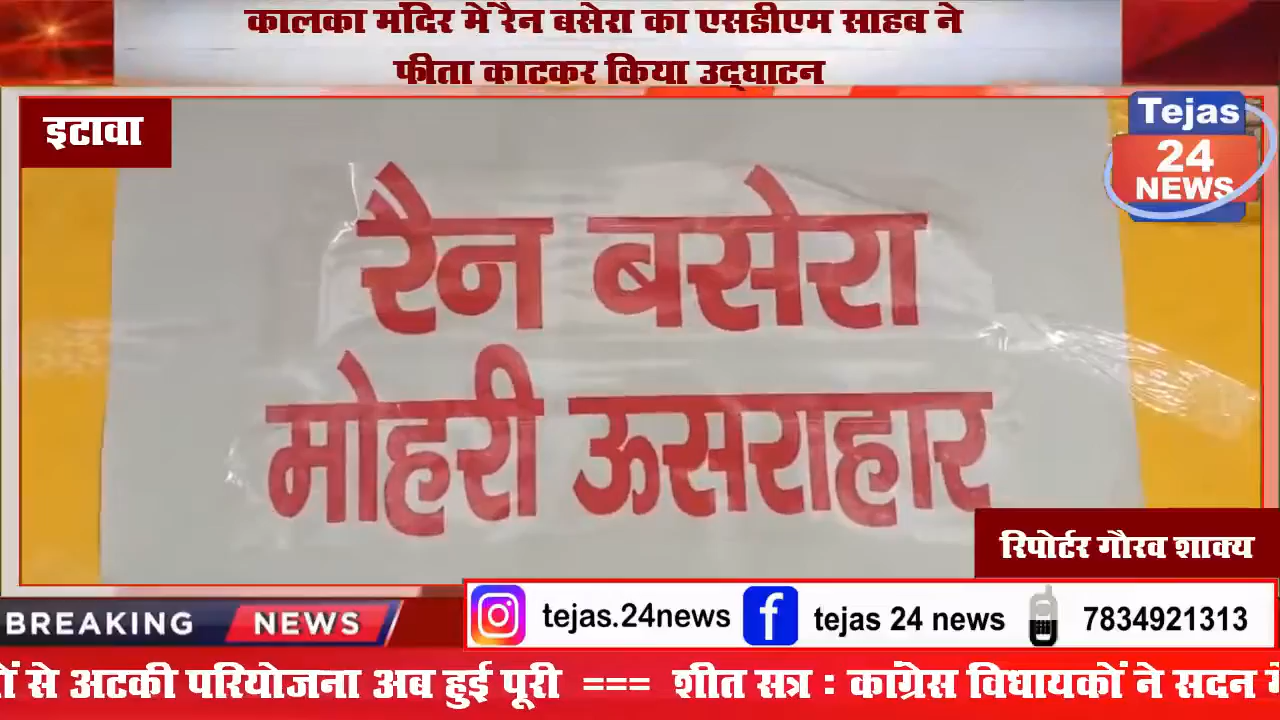 कालका मंदिर में रैन बसेरा का एसडीएम साहब ने
फीता काटकर किया उद्घाटन
इटावा
Tejas
24
NEWS
रैन बसेरा
मोहरी ऊसराहार
रिपोर्टर गौरव शाक्य
BREAKING NEWS
tejas.24news
tejas 24 news
7834921313
से अटकी परियोजना अब हुई पूरी === शीत सत्र : कांग्रेस विधायकों ने सदन